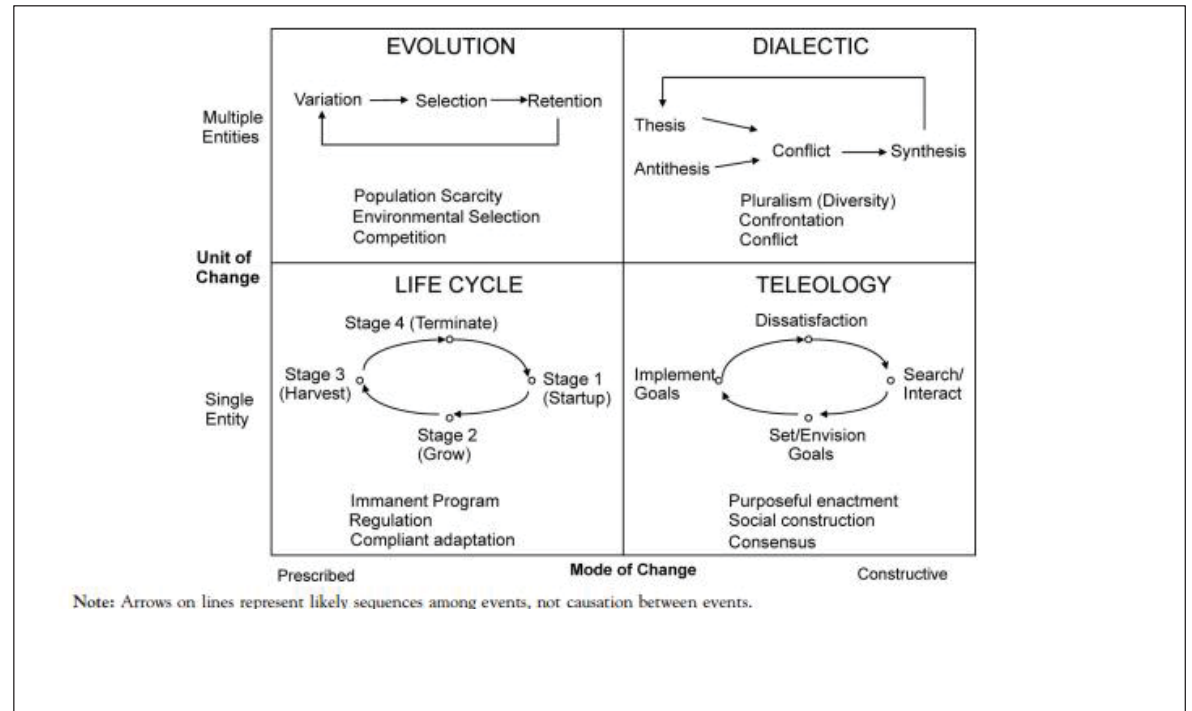 EVOLUTION
Variation
Selection
Retention
Population Scarcity
Environmental Selection
Competition
DIALECTIC
Thesis
Antithesis
Conflict
Synthesis
Pluralism (Diversity)
Confrontation
Conflict
Multiple
Entities
Unit of
Change
Single
Entity
LIFE CYCLE
Stage 4 (Terminate)
Stage 3
(Harvest)
Stage 1
(Startup)
Stage 2
(Grow)
Immanent Program
Regulation
Compliant adaptation
TELEOLOGY
Dissatisfaction
Implement
Goals
Search/
Interact
Set/Envision
Goals
Purposeful enactment
Social construction
Consensus
Prescribed
Mode of Change
Constructive
Note: Arrows on lines represent likely sequences among events, not causation between events.